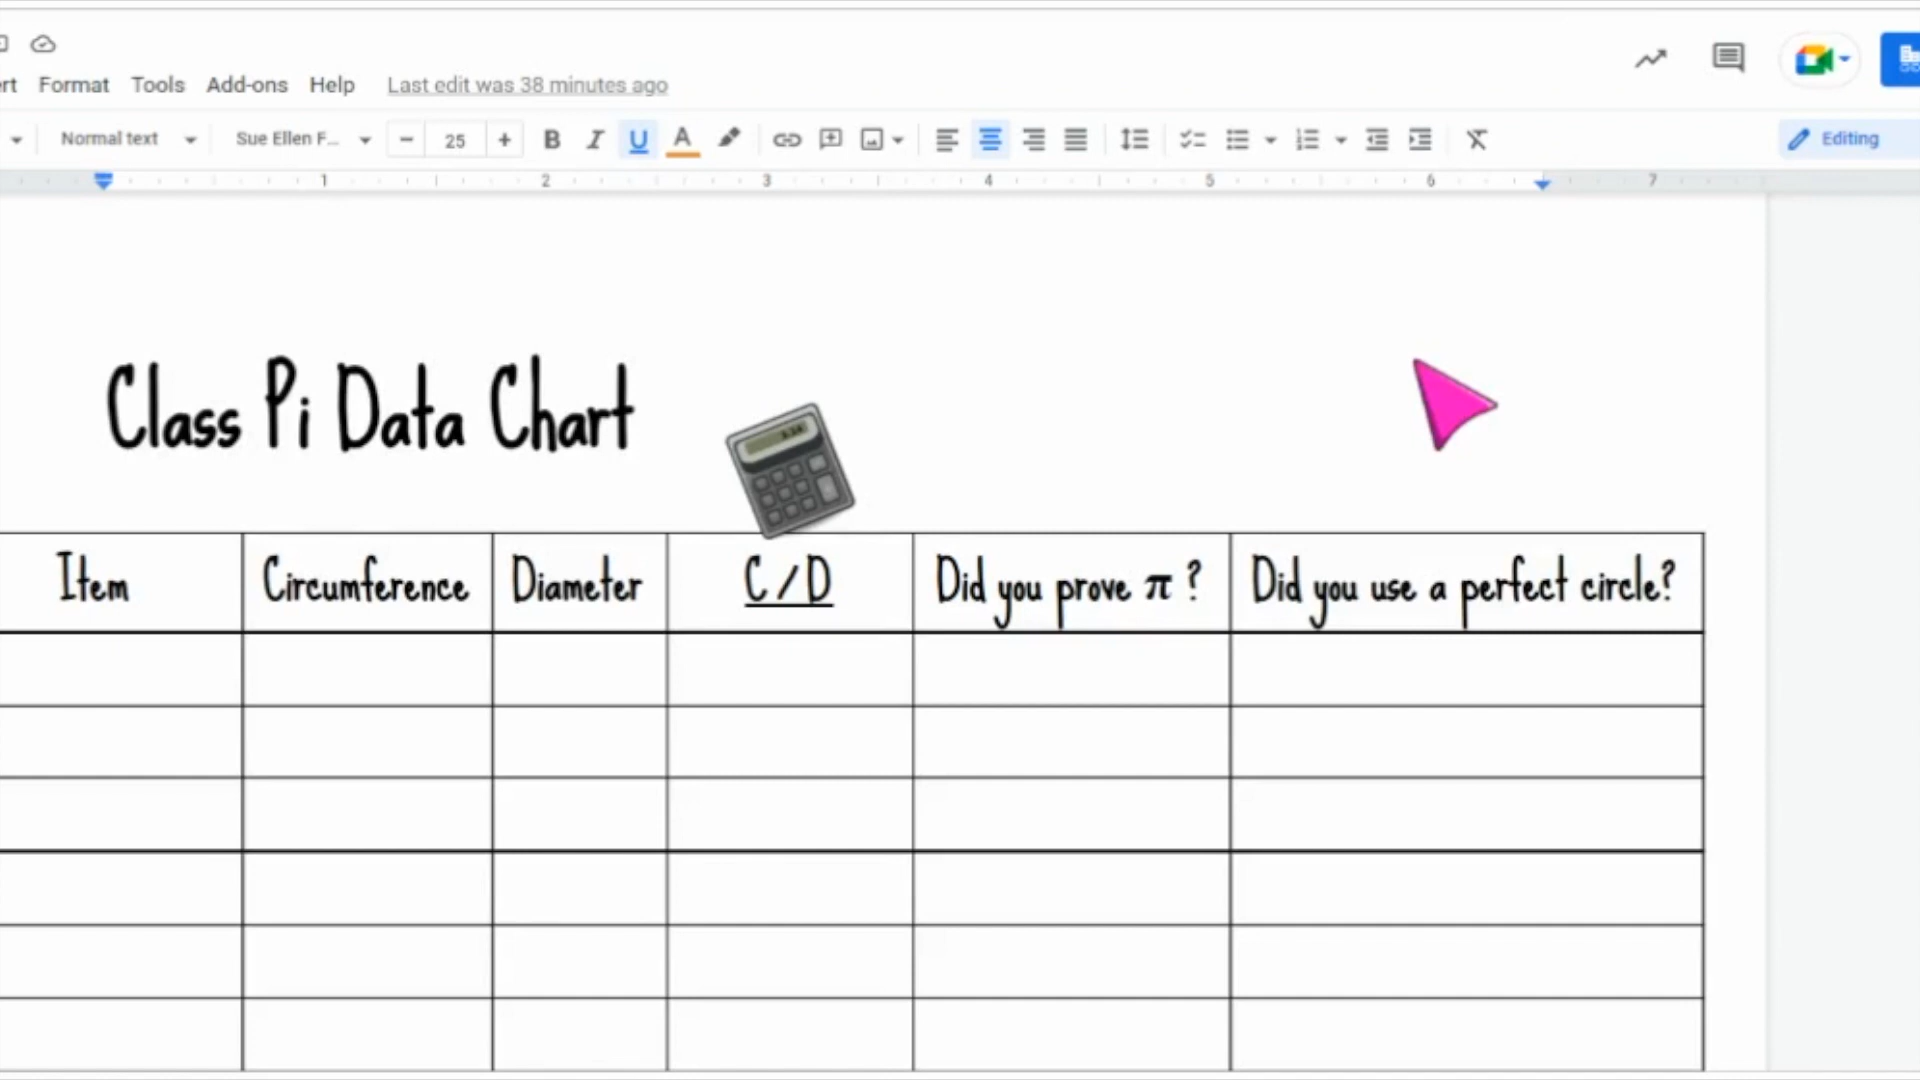 rt Format Tools Add-ons Help Last edit was 38 minutes ago
Normal text Sue Ellen F... 25 B I U A Editing
1 2 3 4 5 6 7
Class Pi Data Chart
Item Circumference Diameter C / D Did you prove π ? Did you use a perfect circle?